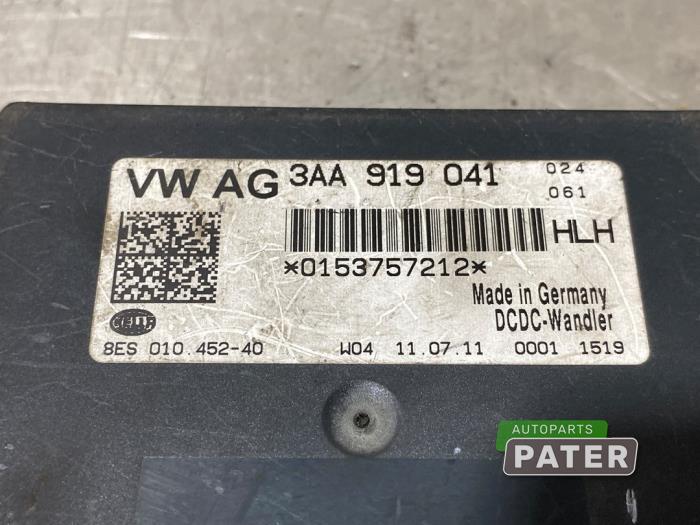 VW AG 3AA 919 041 024
061
HLH
*0153757212*
Made in Germany
DCDC-Wandler
HELLA
8ES 010.452-40 W04 11.07.11 0001 1519
AUTOPARTS
PATER